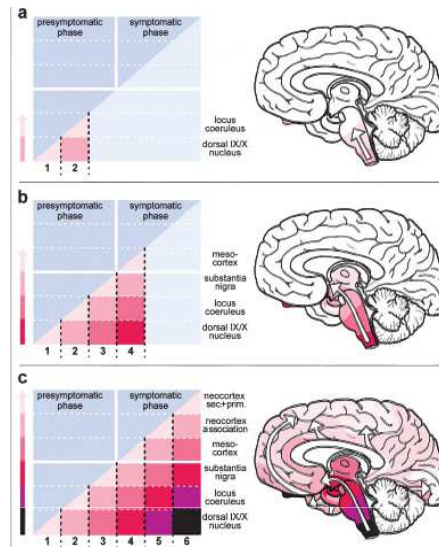 a
presymptomatic phase
symptomatic phase
locus coeruleus
dorsal IX/X nucleus
1 2
b
presymptomatic phase
symptomatic phase
meso-cortex
substantia nigra
locus coeruleus
dorsal IX/X nucleus
1 2 3 4
c
presymptomatic phase
symptomatic phase
neocortex sec+prim.
neocortex association
meso-cortex
substantia nigra
locus coeruleus
dorsal IX/X nucleus
1 2 3 4 5 6